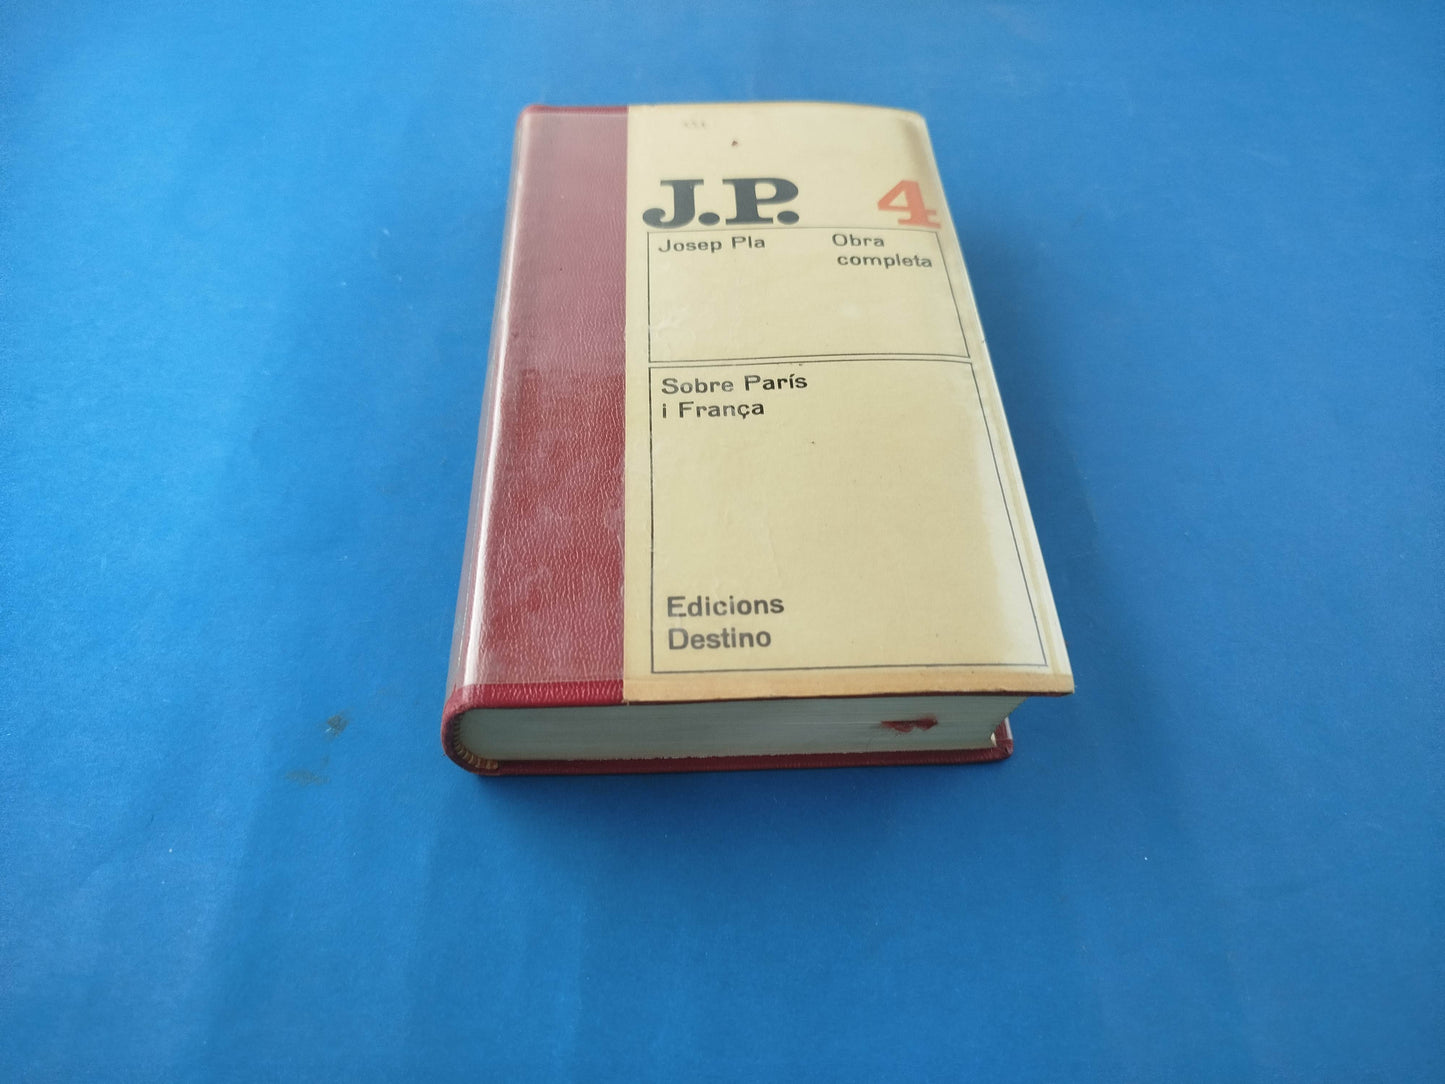 J.P. 4
Josep Pla Obra
completa
Sobre París
i França
Edicions
Destino